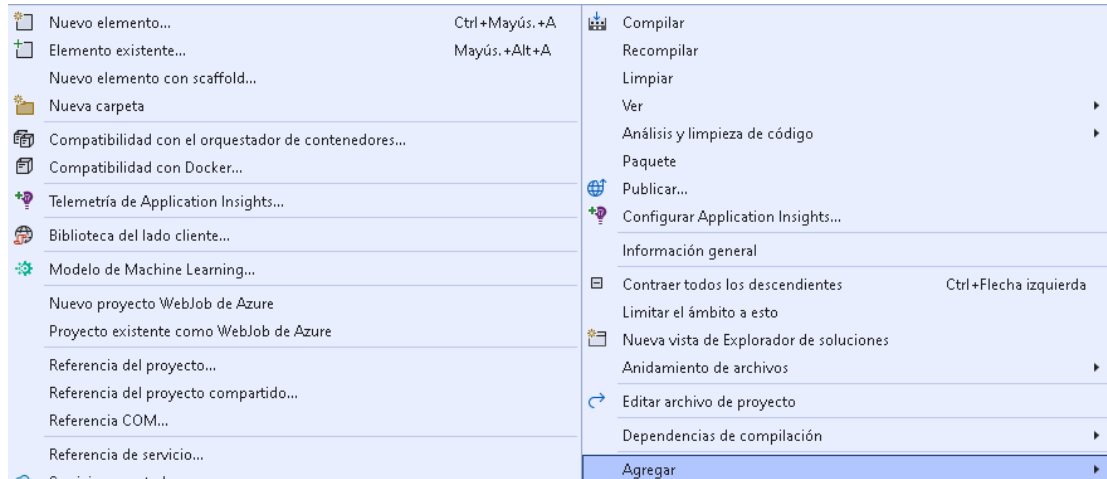 Nuevo elemento... Ctrl+Mayús.+A
Elemento existente... Mayús.+Alt+A
Nuevo elemento con scaffold...
Nueva carpeta
Compatibilidad con el orquestador de contenedores...
Compatibilidad con Docker...
Telemetría de Application Insights...
Biblioteca del lado cliente...
Modelo de Machine Learning...
Nuevo proyecto WebJob de Azure
Proyecto existente como WebJob de Azure
Referencia del proyecto...
Referencia del proyecto compartido...
Referencia COM...
Referencia de servicio...
Compilar
Recompilar
Limpiar
Ver
Análisis y limpieza de código
Paquete
Publicar...
Configurar Application Insights...
Información general
Contraer todos los descendientes Ctrl+Flecha izquierda
Limitar el ámbito a esto
Nueva vista de Explorador de soluciones
Anidamiento de archivos
Editar archivo de proyecto
Dependencias de compilación
Agregar